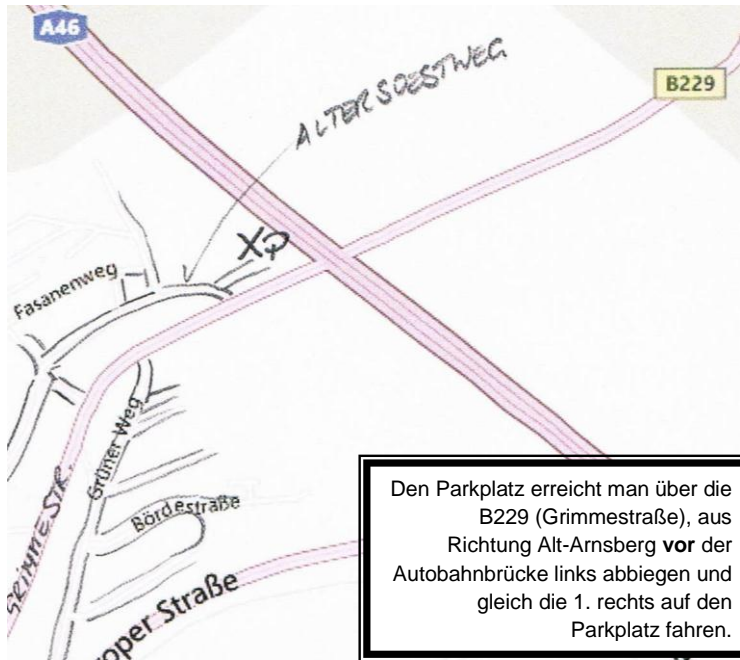 A46
ALTER SOESTWEG
B229
XP
Fasanenweg
Grüner Weg
Bördestraße
GRIMMESTR.
oper Straße
Den Parkplatz erreicht man über die
B229 (Grimmestraße), aus
Richtung Alt-Arnsberg vor der
Autobahnbrücke links abbiegen und
gleich die 1. rechts auf den
Parkplatz fahren.